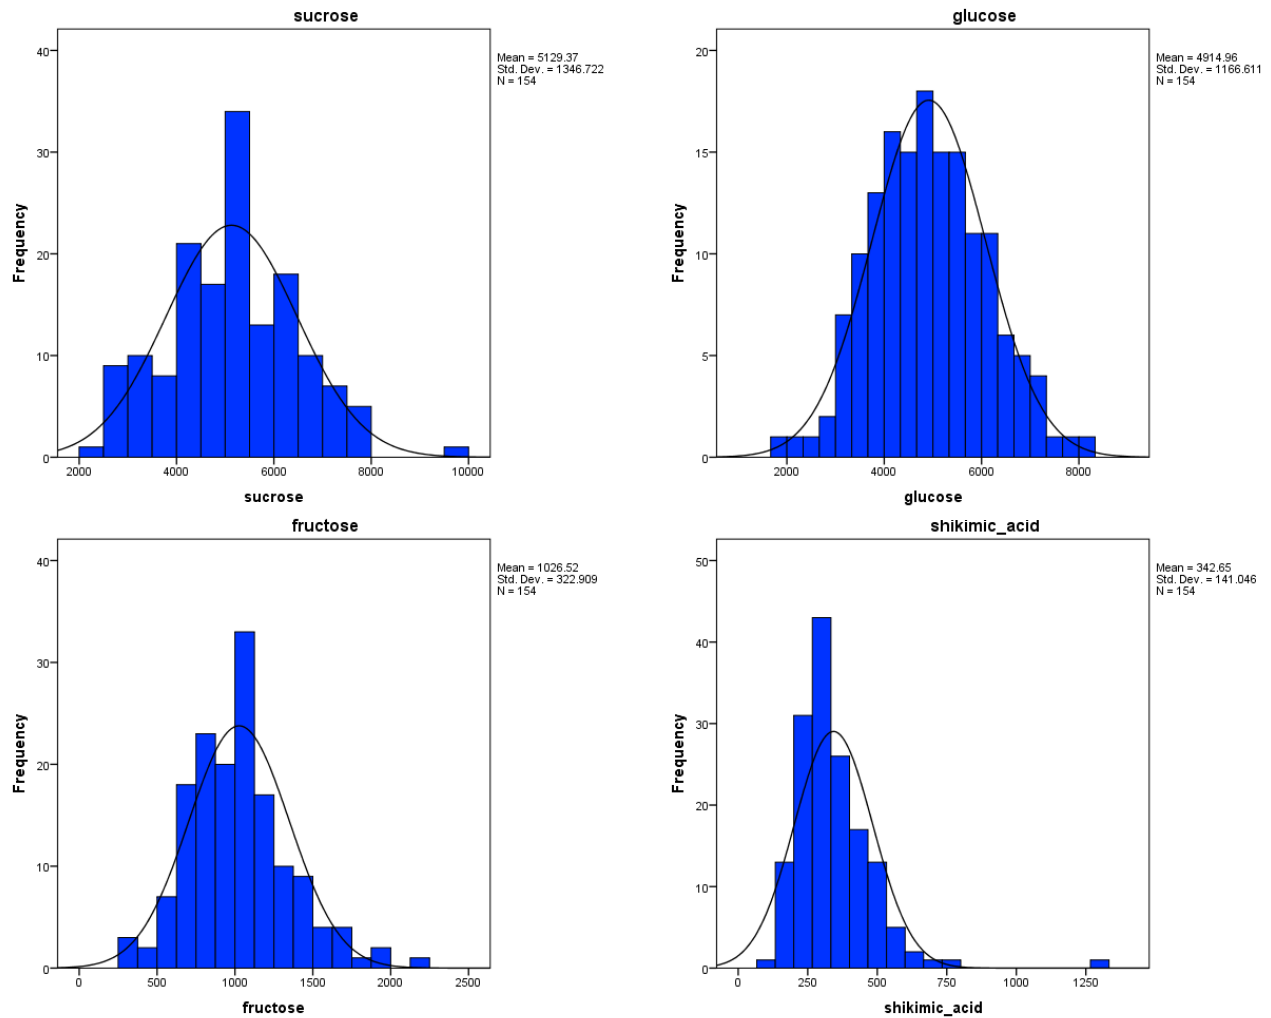 sucrose
Mean = 5129.37
Std. Dev. = 1346.722
N = 154
40
30
20
10
0
Frequency
2000 4000 6000 8000 10000
sucrose
glucose
Mean = 4914.96
Std. Dev. = 1166.611
N = 154
20
15
10
5
0
Frequency
2000 4000 6000 8000
glucose
fructose
Mean = 1026.52
Std. Dev. = 322.909
N = 154
40
30
20
10
0
Frequency
0 500 1000 1500 2000 2500
fructose
shikimic_acid
Mean = 342.65
Std. Dev. = 141.046
N = 154
50
40
30
20
10
0
Frequency
0 250 500 750 1000 1250
shikimic_acid